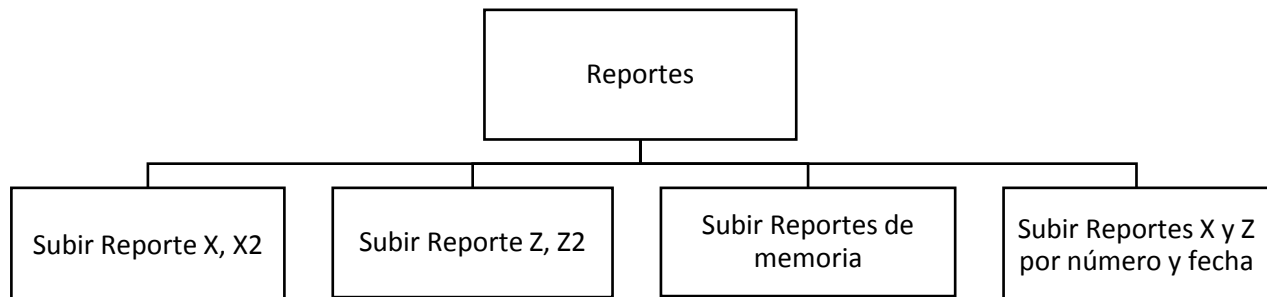 Reportes
Subir Reporte X, X2
Subir Reporte Z, Z2
Subir Reportes de
memoria
Subir Reportes X y Z
por número y fecha